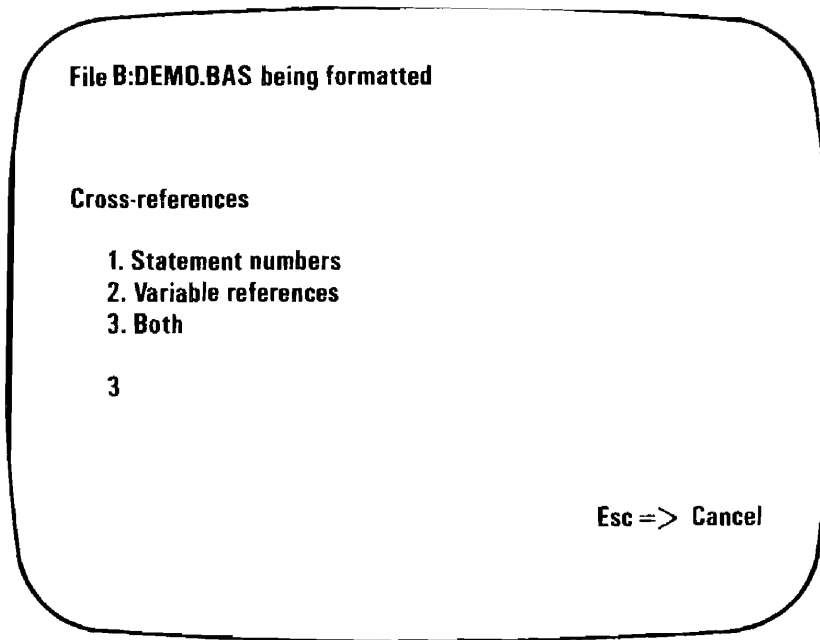 File B:DEMO.BAS being formatted
Cross-references
1. Statement numbers
2. Variable references
3. Both
3
Esc => Cancel